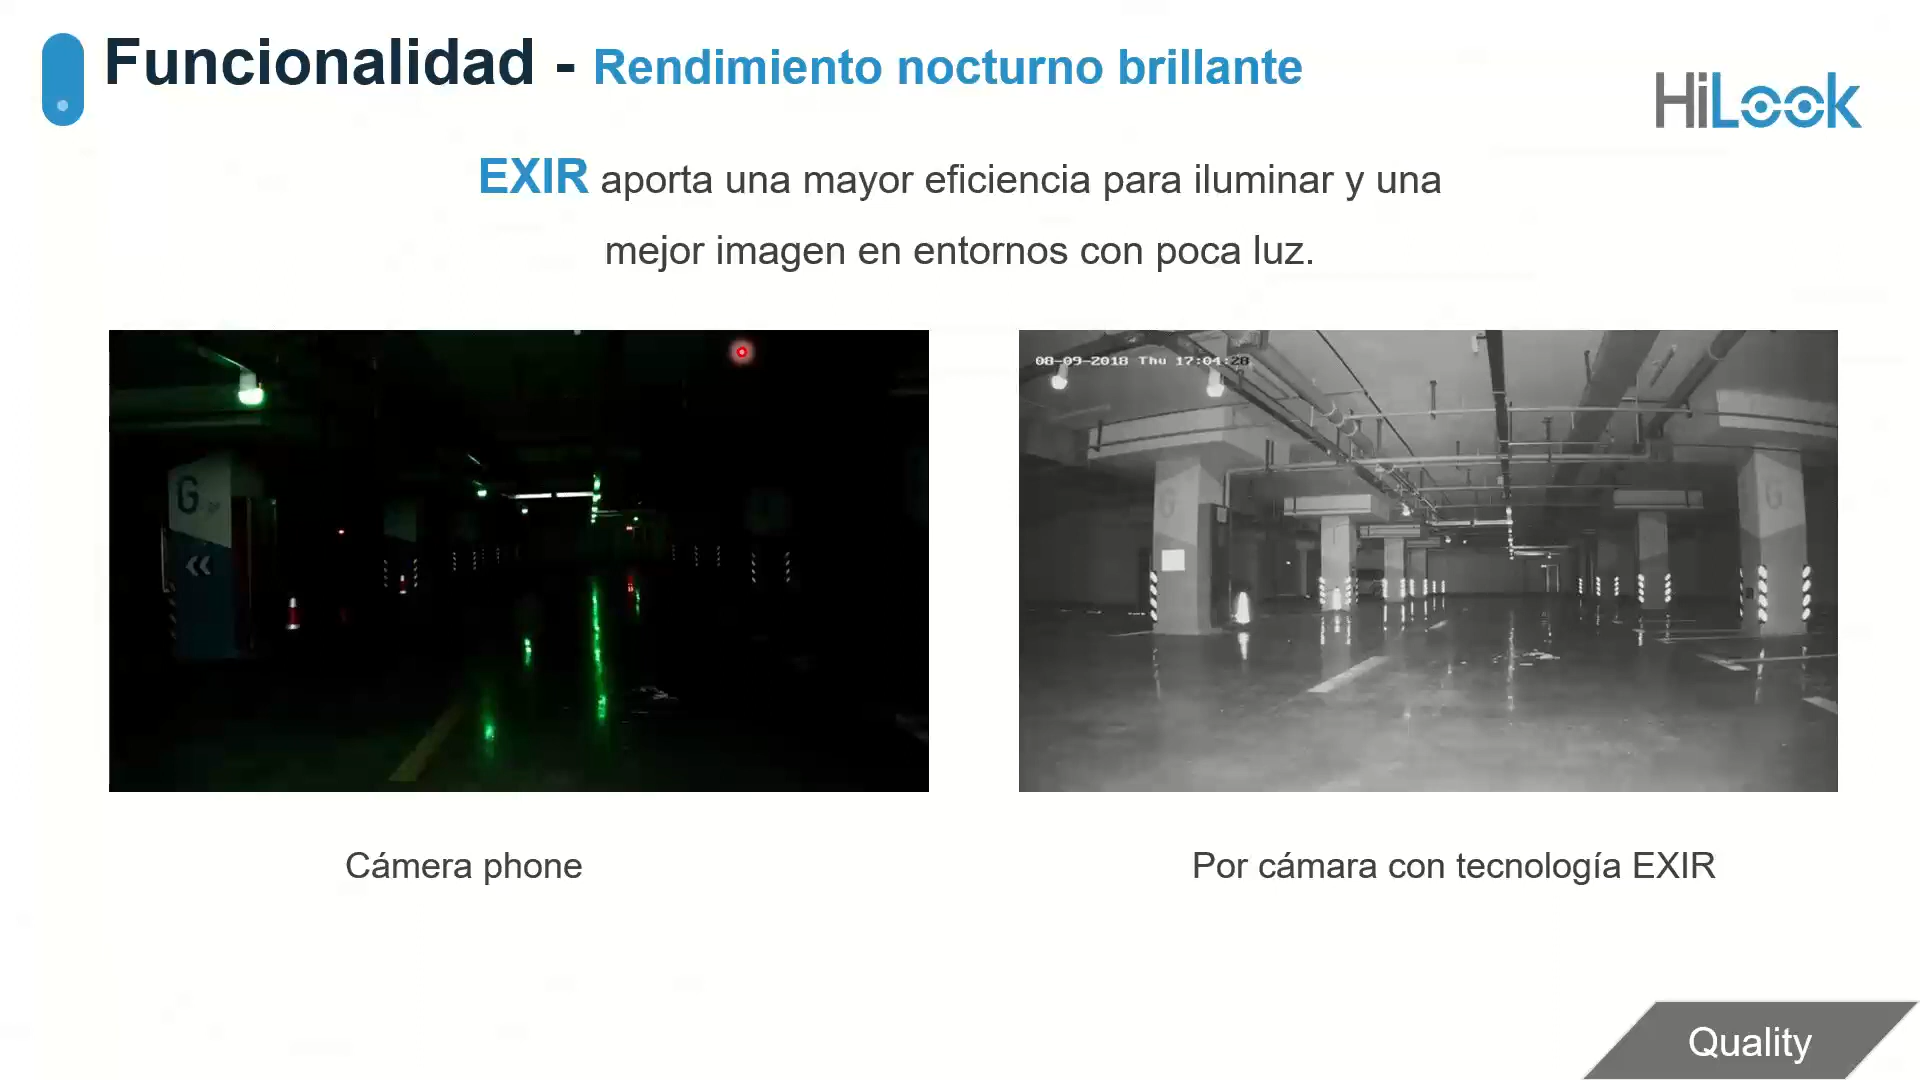 Funcionalidad - Rendimiento nocturno brillante
HiLook
EXIR aporta una mayor eficiencia para iluminar y una
mejor imagen en entornos con poca luz.
G
08-09-2018 Thu 17:04:28
G
G
Cámera phone
Por cámara con tecnología EXIR
Quality